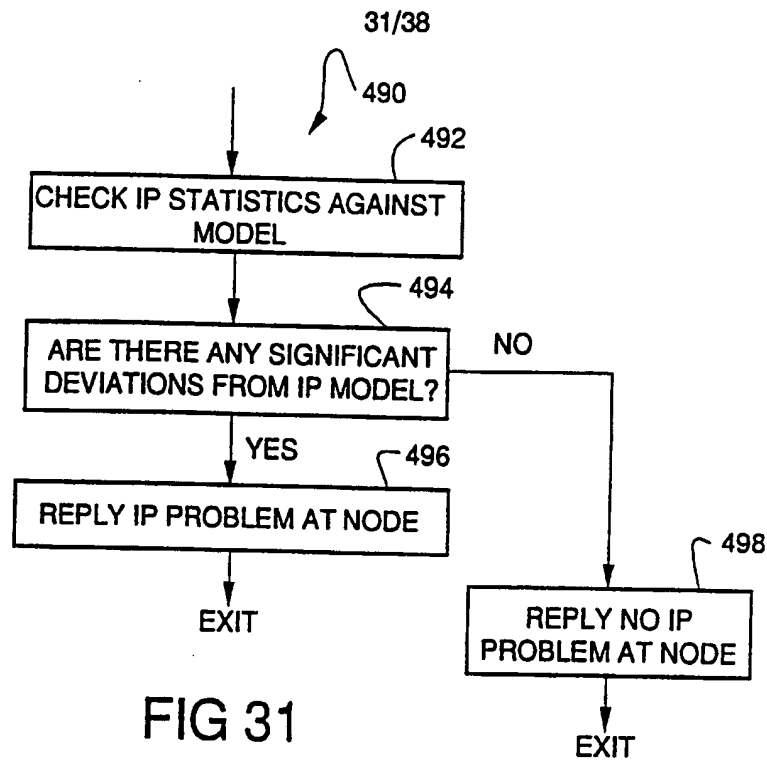 31/38
490
492
CHECK IP STATISTICS AGAINST
MODEL
494
ARE THERE ANY SIGNIFICANT
DEVIATIONS FROM IP MODEL?
NO
YES
496
REPLY IP PROBLEM AT NODE
498
EXIT
REPLY NO IP
PROBLEM AT NODE
FIG 31
EXIT